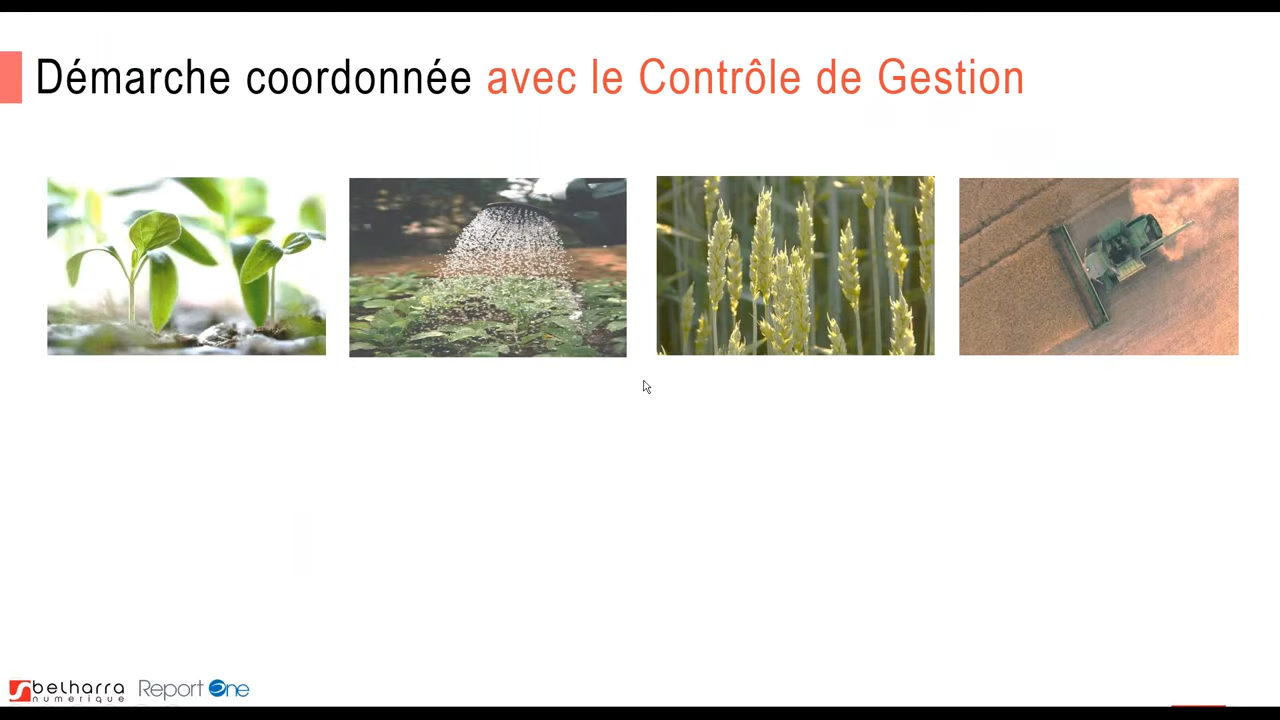 Démarche coordonnée avec le Contrôle de Gestion
belharra Report One
numerique